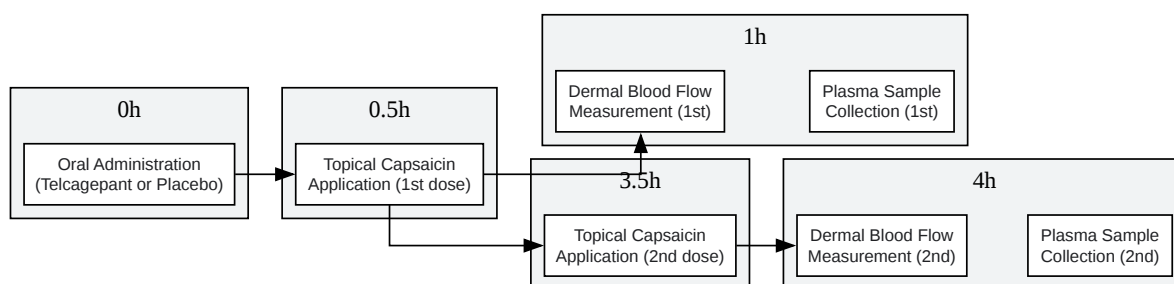 0h
Oral Administration
(Telcagepant or Placebo)
0.5h
Topical Capsaicin
Application (1st dose)
1h
Dermal Blood Flow
Measurement (1st)
Plasma Sample
Collection (1st)
3.5h
Topical Capsaicin
Application (2nd dose)
4h
Dermal Blood Flow
Measurement (2nd)
Plasma Sample
Collection (2nd)